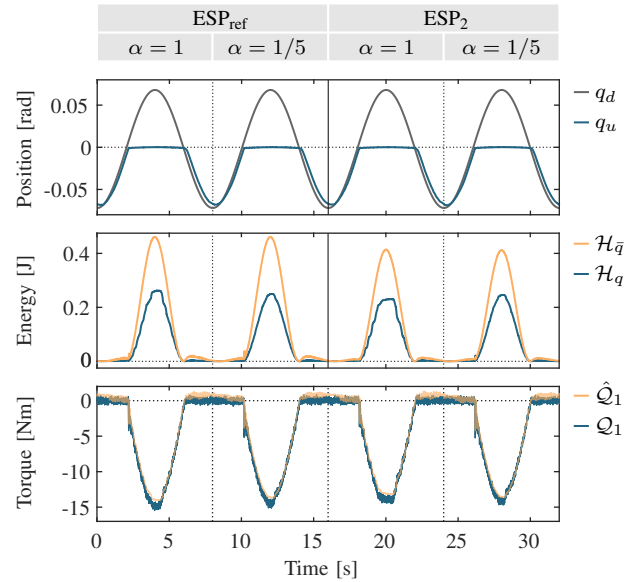 ESP_ref ESP_2
α = 1 α = 1/5 α = 1 α = 1/5
Position [rad]
0.05
0
-0.05
q_d
q_u
Energy [J]
0.4
0.2
0
ℋ_q̄
ℋ_q
Torque [Nm]
0
-5
-10
-15
𝒬̂_1
𝒬_1
0 5 10 15 20 25 30
Time [s]